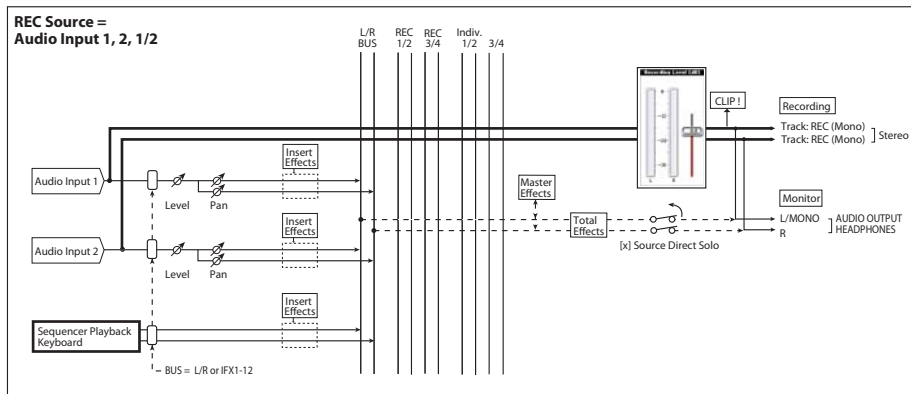 REC Source =
Audio Input 1, 2, 1/2
L/R
BUS
REC
1/2
REC
3/4
Indiv.
1/2
3/4
Recording Level [dB]
CLIP !
Recording
Track: REC (Mono)
Track: REC (Mono)
Stereo
L
R
Audio Input 1
Level
Pan
Insert
Effects
Master
Effects
Monitor
L/MONO
R
AUDIO OUTPUT
HEADPHONES
Total
Effects
[x] Source Direct Solo
Audio Input 2
Level
Pan
Insert
Effects
Sequencer Playback
Keyboard
Insert
Effects
BUS = L/R or IFX1-12